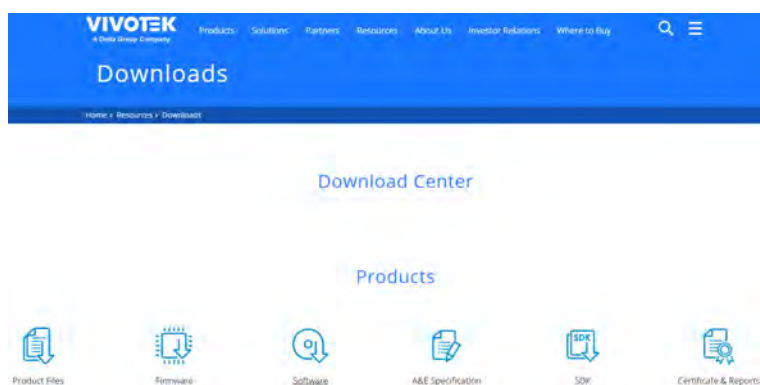 VIVOTEK
A Delta Group Company
Products Solutions Partners Resources About Us Investor Relations Where to Buy
Downloads
Home > Resources > Downloads
Download Center
Products
SDK
Product Files Firmware Software A&E Specification SDK Certificate & Reports